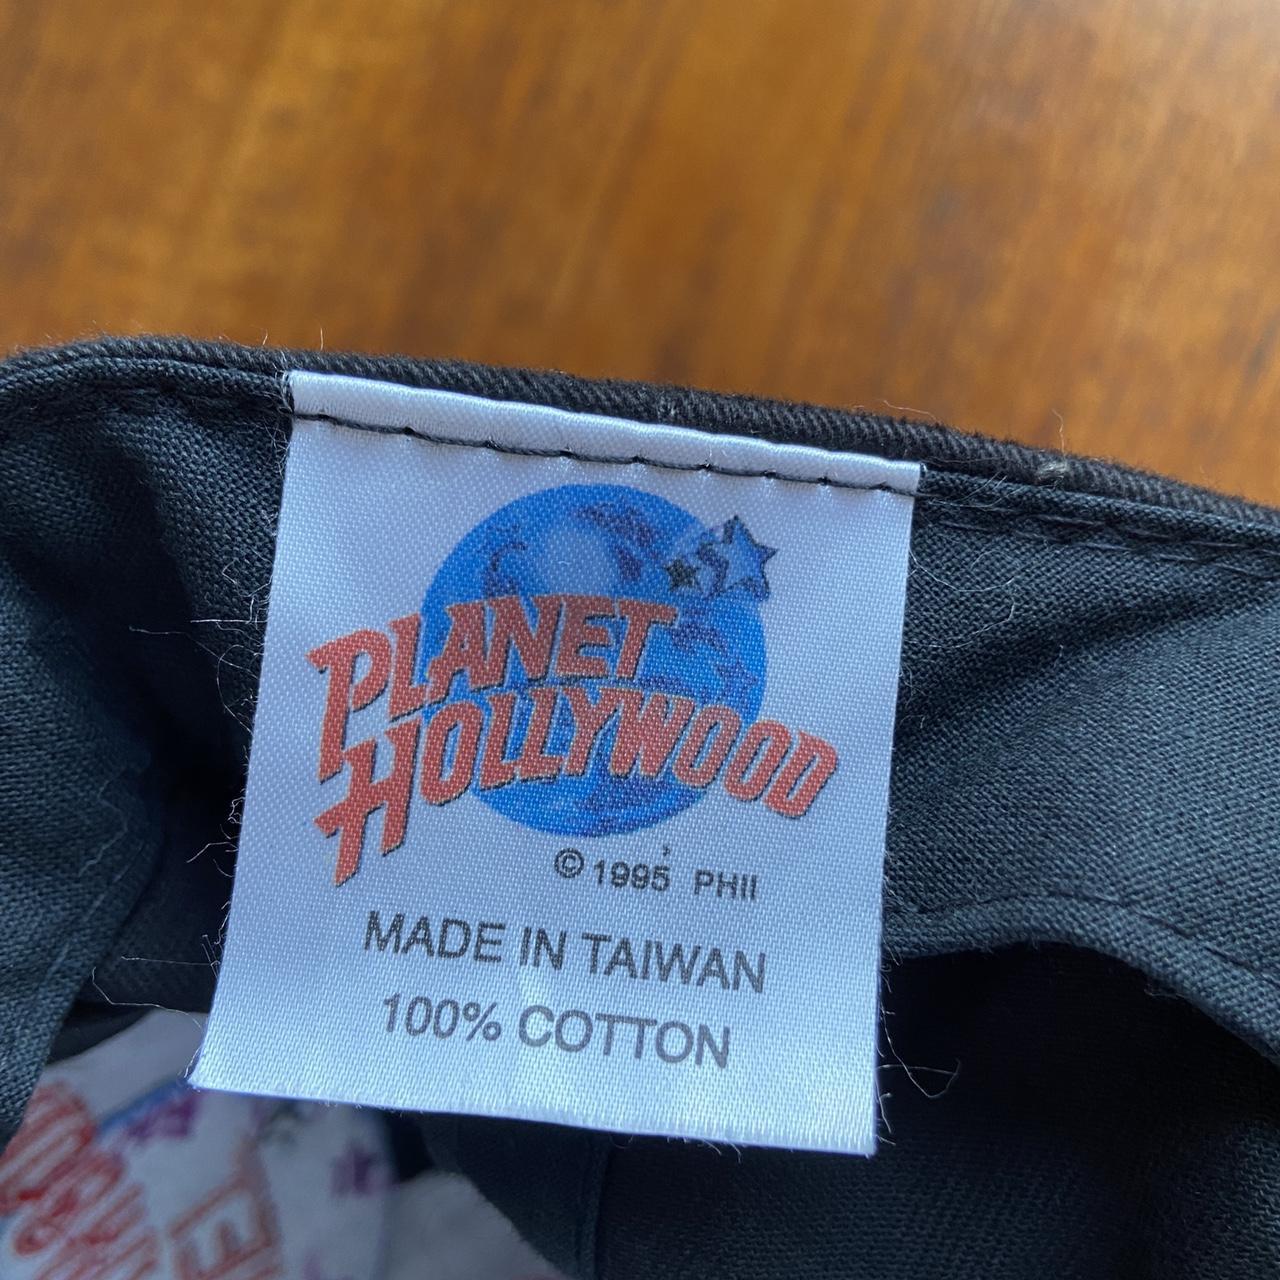 PLANET
HOLLYWOOD
© 1995 PHII
MADE IN TAIWAN
100% COTTON